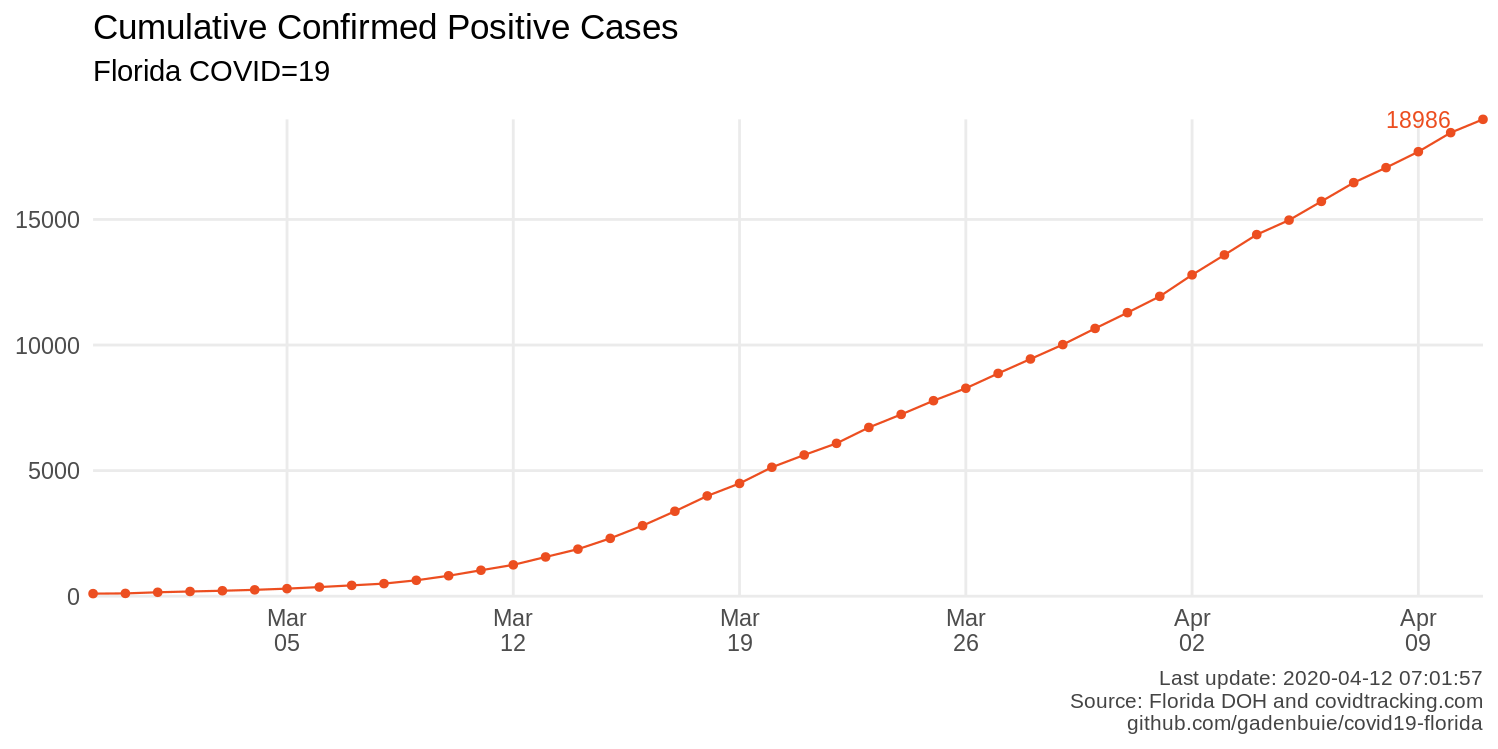 Cumulative Confirmed Positive Cases
Florida COVID=19
18986
15000
10000
5000
0
Mar
05
Mar
12
Mar
19
Mar
26
Apr
02
Apr
09
Last update: 2020-04-12 07:01:57
Source: Florida DOH and covidtracking.com
github.com/gadenbuie/covid19-florida